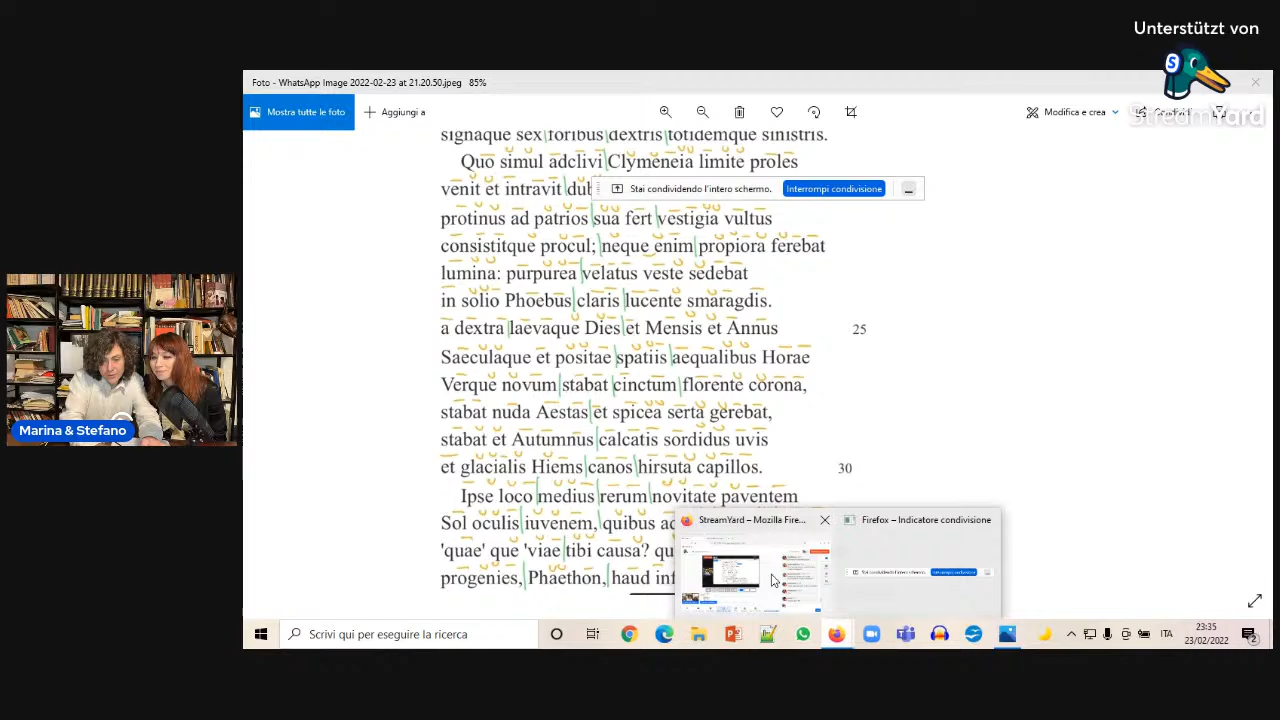 Unterstützt von
StreamYard
Foto - WhatsApp Image 2022-02-23 at 21.20.50.jpeg 85%
Mostra tutte le foto
Aggiungi a
Modifica e crea
signaque sex foribus dextris totidemque sinistris.
Quo simul adclivi Clymeneia limite proles
venit et intravit
Stai condividendo l'intero schermo.
Interrompi condivisione
protinus ad patrios sua fert vestigia vultus
consistitque procul; neque enim propiora ferebat
lumina: purpurea velatus veste sedebat
in solio Phoebus claris lucente smaragdis.
a dextra laevaque Dies et Mensis et Annus 25
Saeculaque et positae spatiis aequalibus Horae
Verque novum stabat cinctum florente corona,
stabat nuda Aestas et spicea serta gerebat,
stabat et Autumnus calcatis sordidus uvis
et glacialis Hiems canos hirsuta capillos. 30
Ipse loco medius rerum novitate paventem
Sol oculis iuvenem, quibus
'quae' que 'viae tibi causa?
progenies, Phaethon, haud
StreamYard – Mozilla Fire...
Firefox – Indicatore condivisione
Marina & Stefano
Scrivi qui per eseguire la ricerca
ITA
23:35
23/02/2022
2